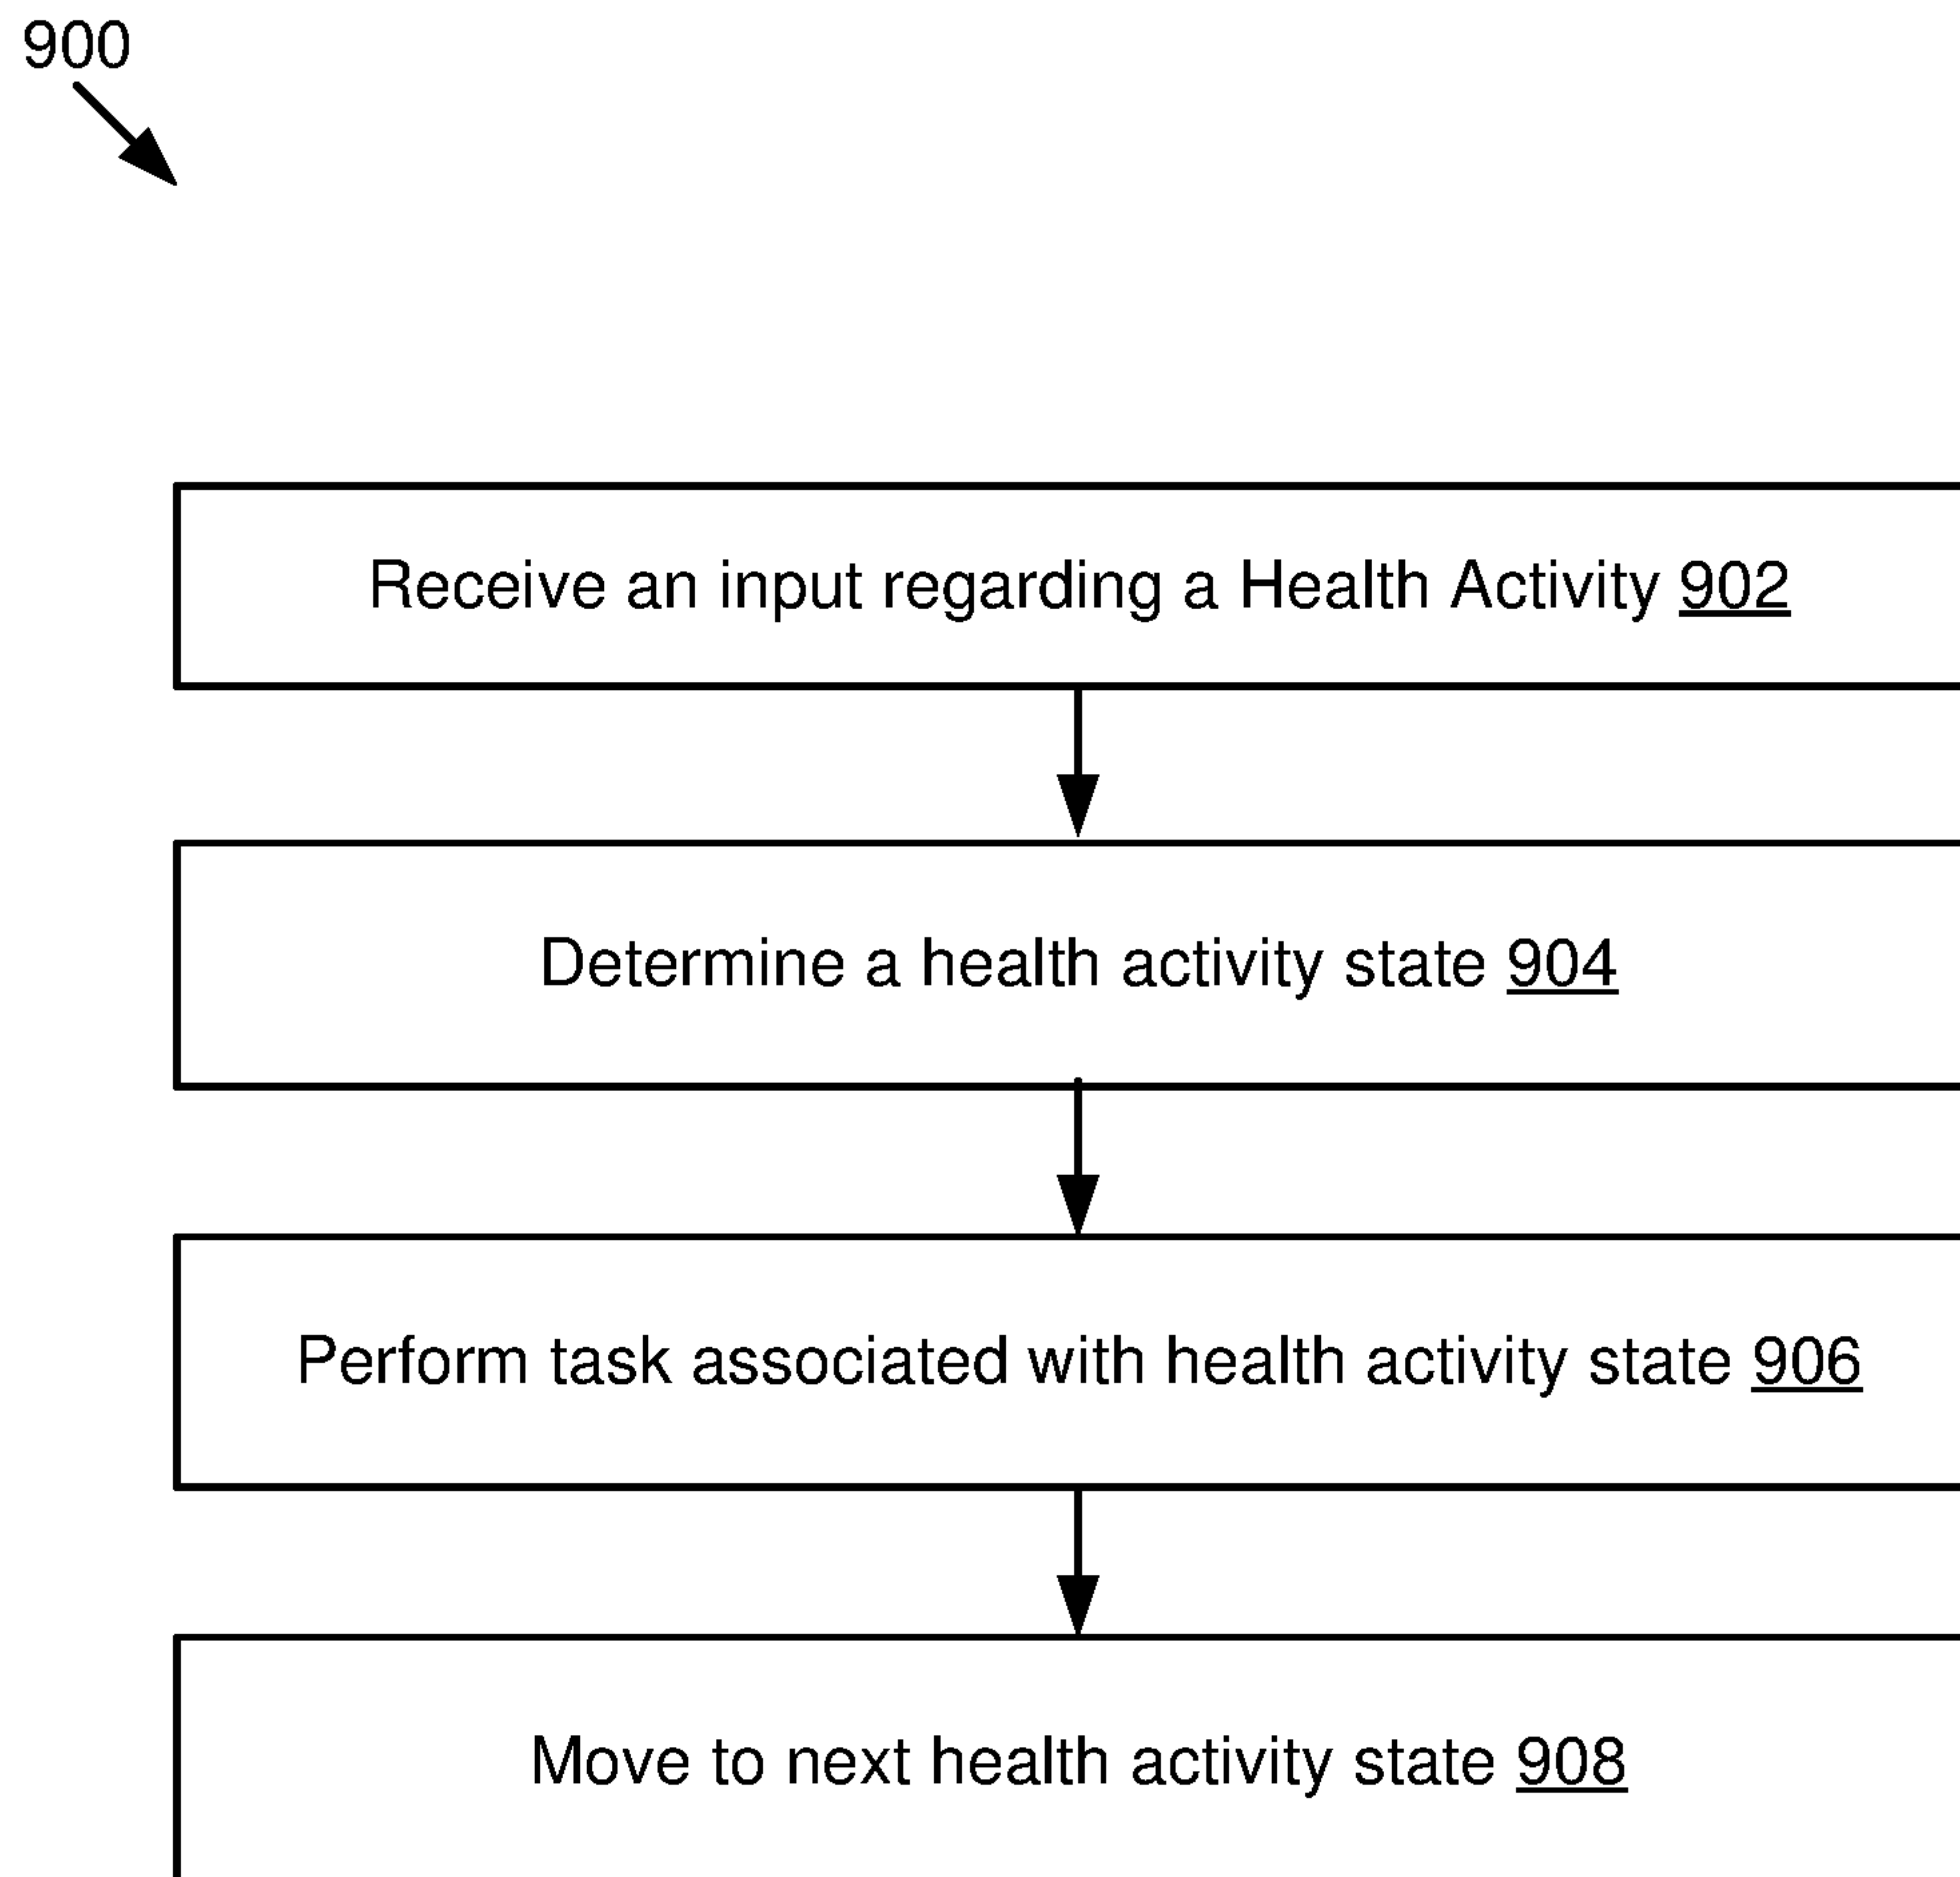 900
Receive an input regarding a Health Activity 902
Determine a health activity state 904
Perform task associated with health activity state 906
Move to next health activity state 908